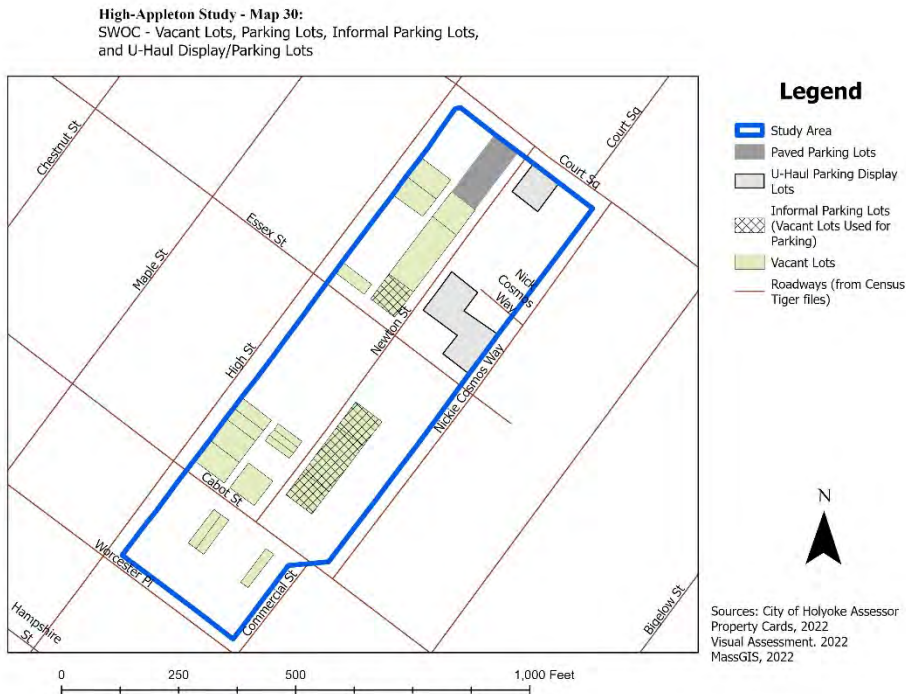 High-Appleton Study - Map 30:
SWOC - Vacant Lots, Parking Lots, Informal Parking Lots,
and U-Haul Display/Parking Lots
Chestnut St
Court Sq
Court Sq
Essex St
Maple St
Nick
Cosmos
Way
Newton St
High St
Nickie Cosmos Way
Cabot St
Worcester Pl
Commercial St
Hampshire
St
Bigelow St
Legend
Study Area
Paved Parking Lots
U-Haul Parking Display
Lots
Informal Parking Lots
(Vacant Lots Used for
Parking)
Vacant Lots
Roadways (from Census
Tiger files)
N
Sources: City of Holyoke Assessor
Property Cards, 2022
Visual Assessment. 2022
MassGIS, 2022
0 250 500 1,000 Feet